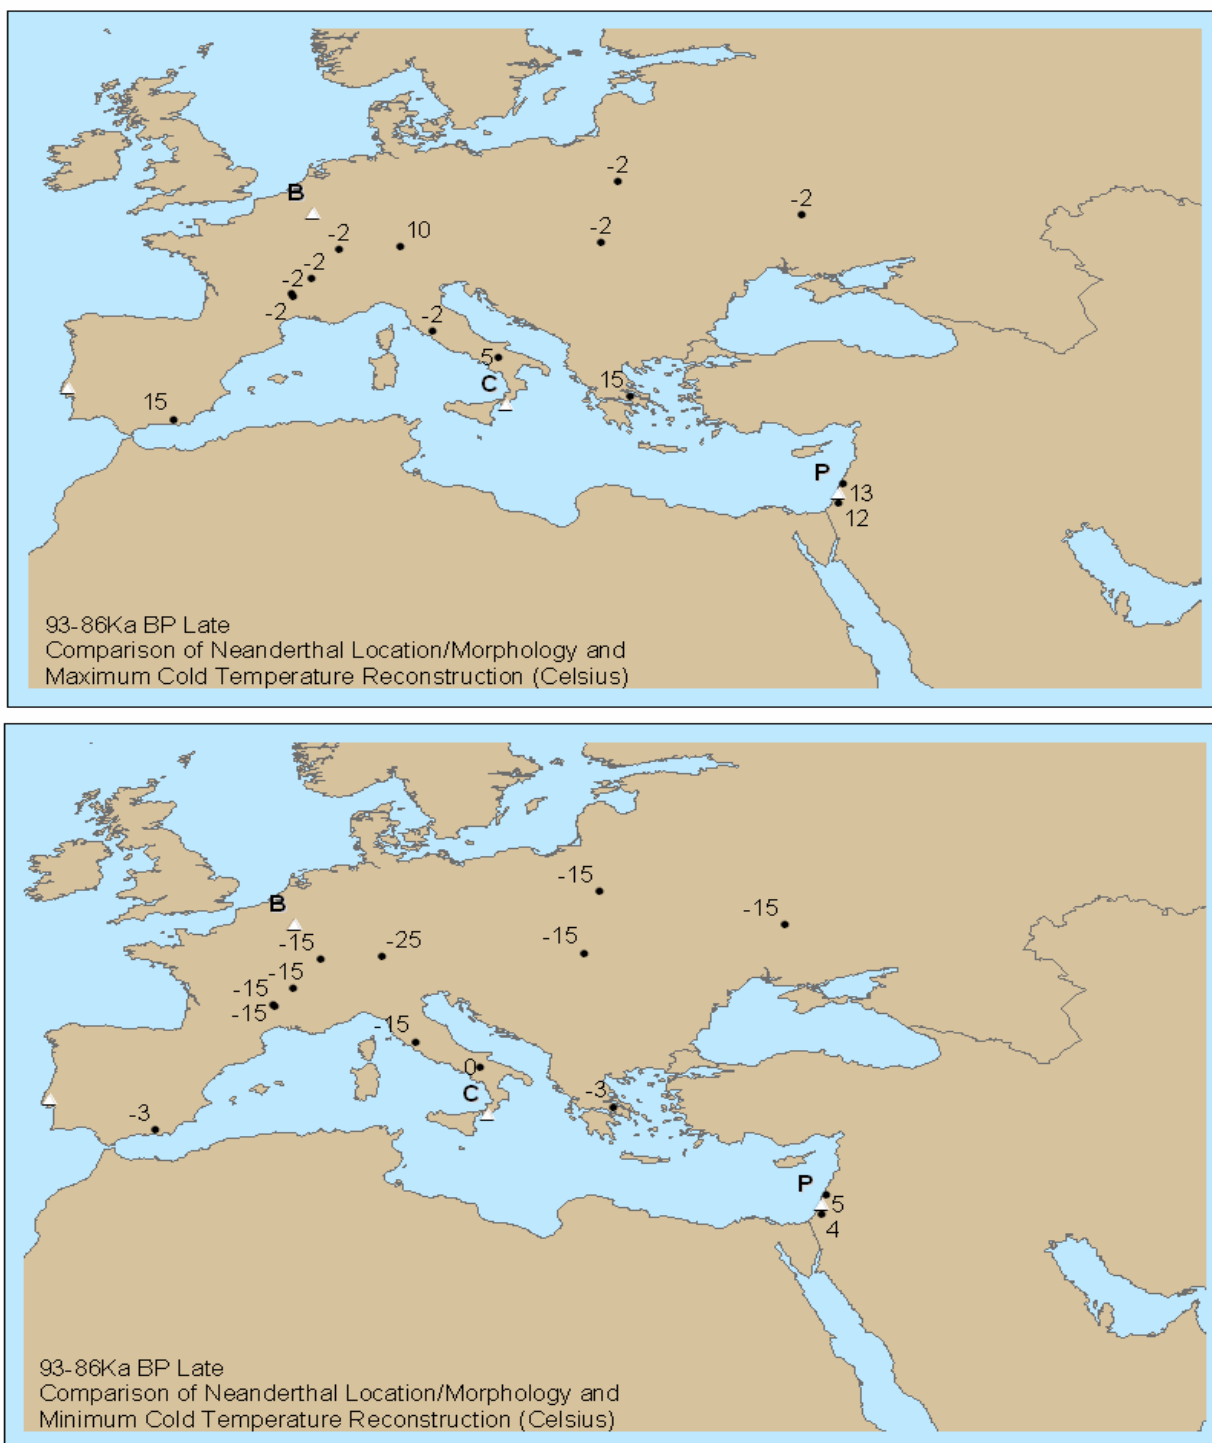 -2
B
-2
10
-2
-2
-2
-2
-2
-2
5
C
15
15
P
13
12
93-86Ka BP Late
Comparison of Neanderthal Location/Morphology and
Maximum Cold Temperature Reconstruction (Celsius)
-15
B
-15
-15
-25
-15
-15
-15
-15
-15
0
C
-3
-3
P
5
4
93-86Ka BP Late
Comparison of Neanderthal Location/Morphology and
Minimum Cold Temperature Reconstruction (Celsius)